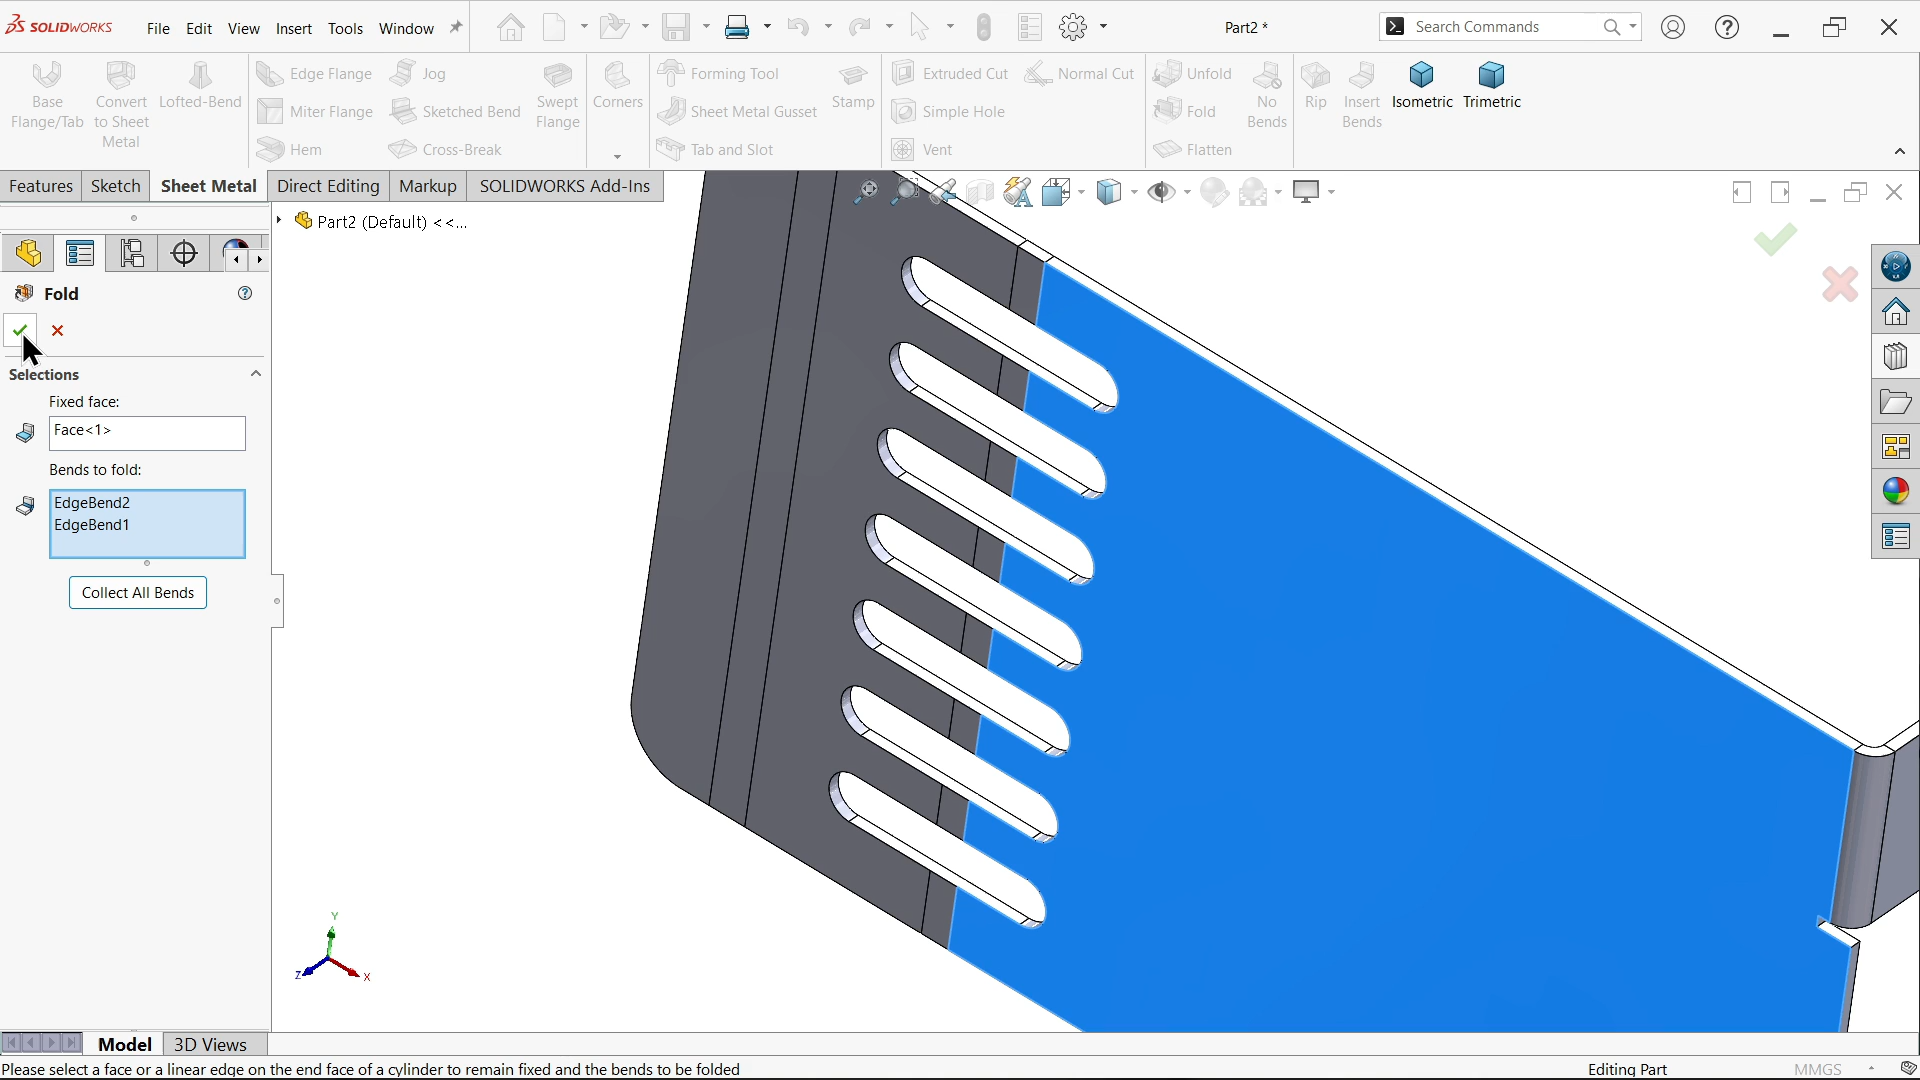 SOLIDWORKS File Edit View Insert Tools Window Part2 * Search Commands
Base Flange/Tab
Convert to Sheet Metal
Lofted-Bend
Edge Flange
Miter Flange
Hem
Jog
Sketched Bend
Cross-Break
Swept Flange
Corners
Forming Tool
Sheet Metal Gusset
Tab and Slot
Stamp
Extruded Cut
Simple Hole
Vent
Normal Cut
Unfold
Fold
Flatten
No Bends
Rip
Insert Bends
Isometric
Trimetric
Features Sketch Sheet Metal Direct Editing Markup SOLIDWORKS Add-Ins
Part2 (Default) <<...
Fold
Selections
Fixed face:
Face<1>
Bends to fold:
EdgeBend2
EdgeBend1
Collect All Bends
Y
Z
X
Model 3D Views
Please select a face or a linear edge on the end face of a cylinder to remain fixed and the bends to be folded
Editing Part MMGS